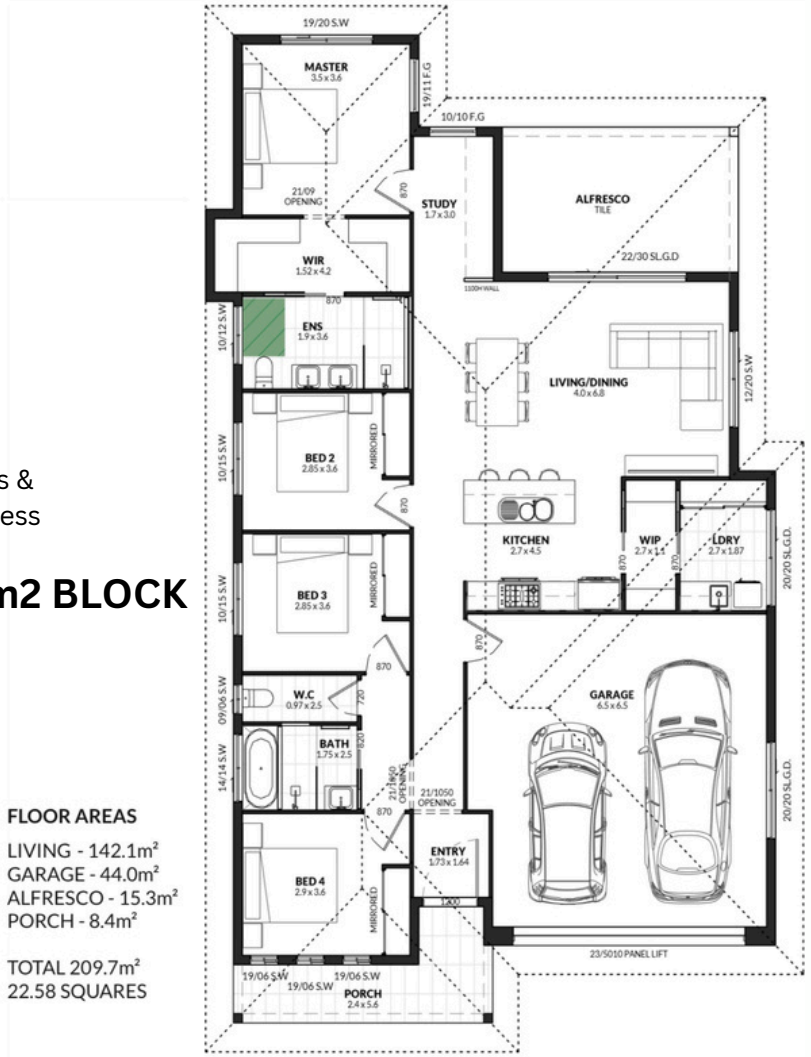 19/20 S.W
MASTER
3.5 x 3.6
19/11 F.G
10/10 F.G
21/09
OPENING
870
STUDY
1.7 x 3.0
ALFRESCO
TILE
22/30 SL.G.D
WIR
1.52 x 4.2
1100H WALL
870
10/12 S.W
ENS
1.9 x 3.6
LIVING/DINING
4.0 x 6.8
12/20 S.W
s &
ess
m2 BLOCK
10/15 S.W
BED 2
2.85 x 3.6
MIRRORED
870
KITCHEN
2.7 x 4.5
WIP
2.7 x 1.1
870
LDRY
2.7 x 1.87
870
20/20 SL.G.D.
10/15 S.W
BED 3
2.85 x 3.6
MIRRORED
870
870
GARAGE
6.5 x 6.5
09/06 S.W
W.C
0.97 x 2.5
720
14/14 S.W
BATH
1.75 x 2.5
820
21/1050
OPENING
21/1050
OPENING
20/20 SL.G.D.
870
ENTRY
1.73 x 1.64
BED 4
2.9 x 3.6
MIRRORED
1200
23/5010 PANEL LIFT
19/06 S.W
19/06 S.W
19/06 S.W
PORCH
2.4 x 5.6
FLOOR AREAS
LIVING - 142.1m²
GARAGE - 44.0m²
ALFRESCO - 15.3m²
PORCH - 8.4m²
TOTAL 209.7m²
22.58 SQUARES